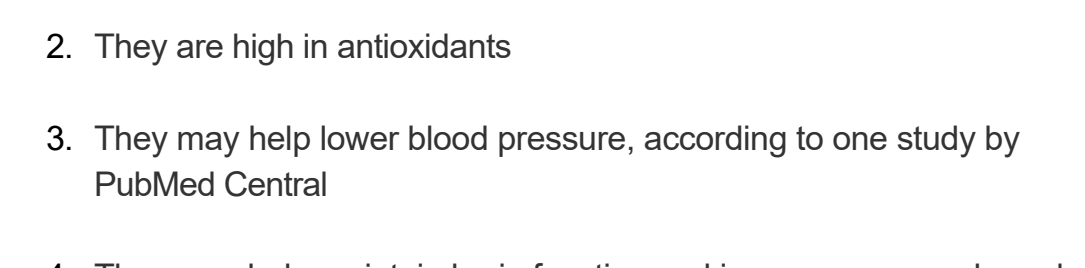 2. They are high in antioxidants
3. They may help lower blood pressure, according to one study by
PubMed Central